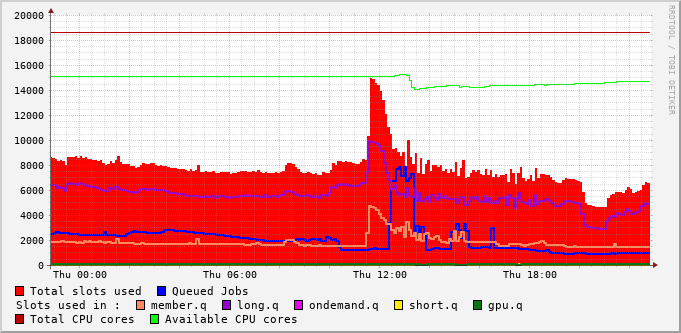 20000
18000
16000
14000
12000
10000
8000
6000
4000
2000
0
Thu 00:00 Thu 06:00 Thu 12:00 Thu 18:00
Total slots used Queued Jobs
Slots used in : member.q long.q ondemand.q short.q gpu.q
Total CPU cores Available CPU cores
RRDTOOL / TOBI OETIKER